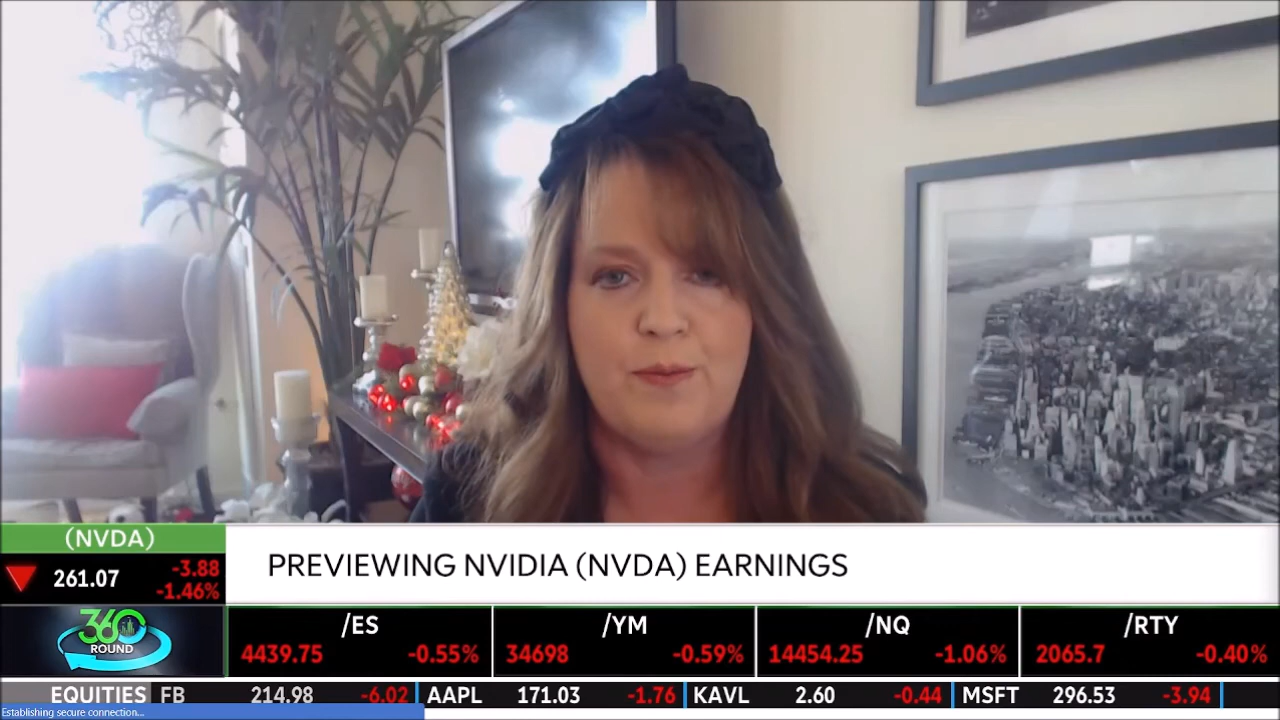 (NVDA)
261.07
-3.88
-1.46%
PREVIEWING NVIDIA (NVDA) EARNINGS
360
ROUND
/ES
4439.75 -0.55%
/YM
34698 -0.59%
/NQ
14454.25 -1.06%
/RTY
2065.7 -0.40%
EQUITIES FB 214.98 -6.02 AAPL 171.03 -1.76 KAVL 2.60 -0.44 MSFT 296.53 -3.94
Establishing secure connection...